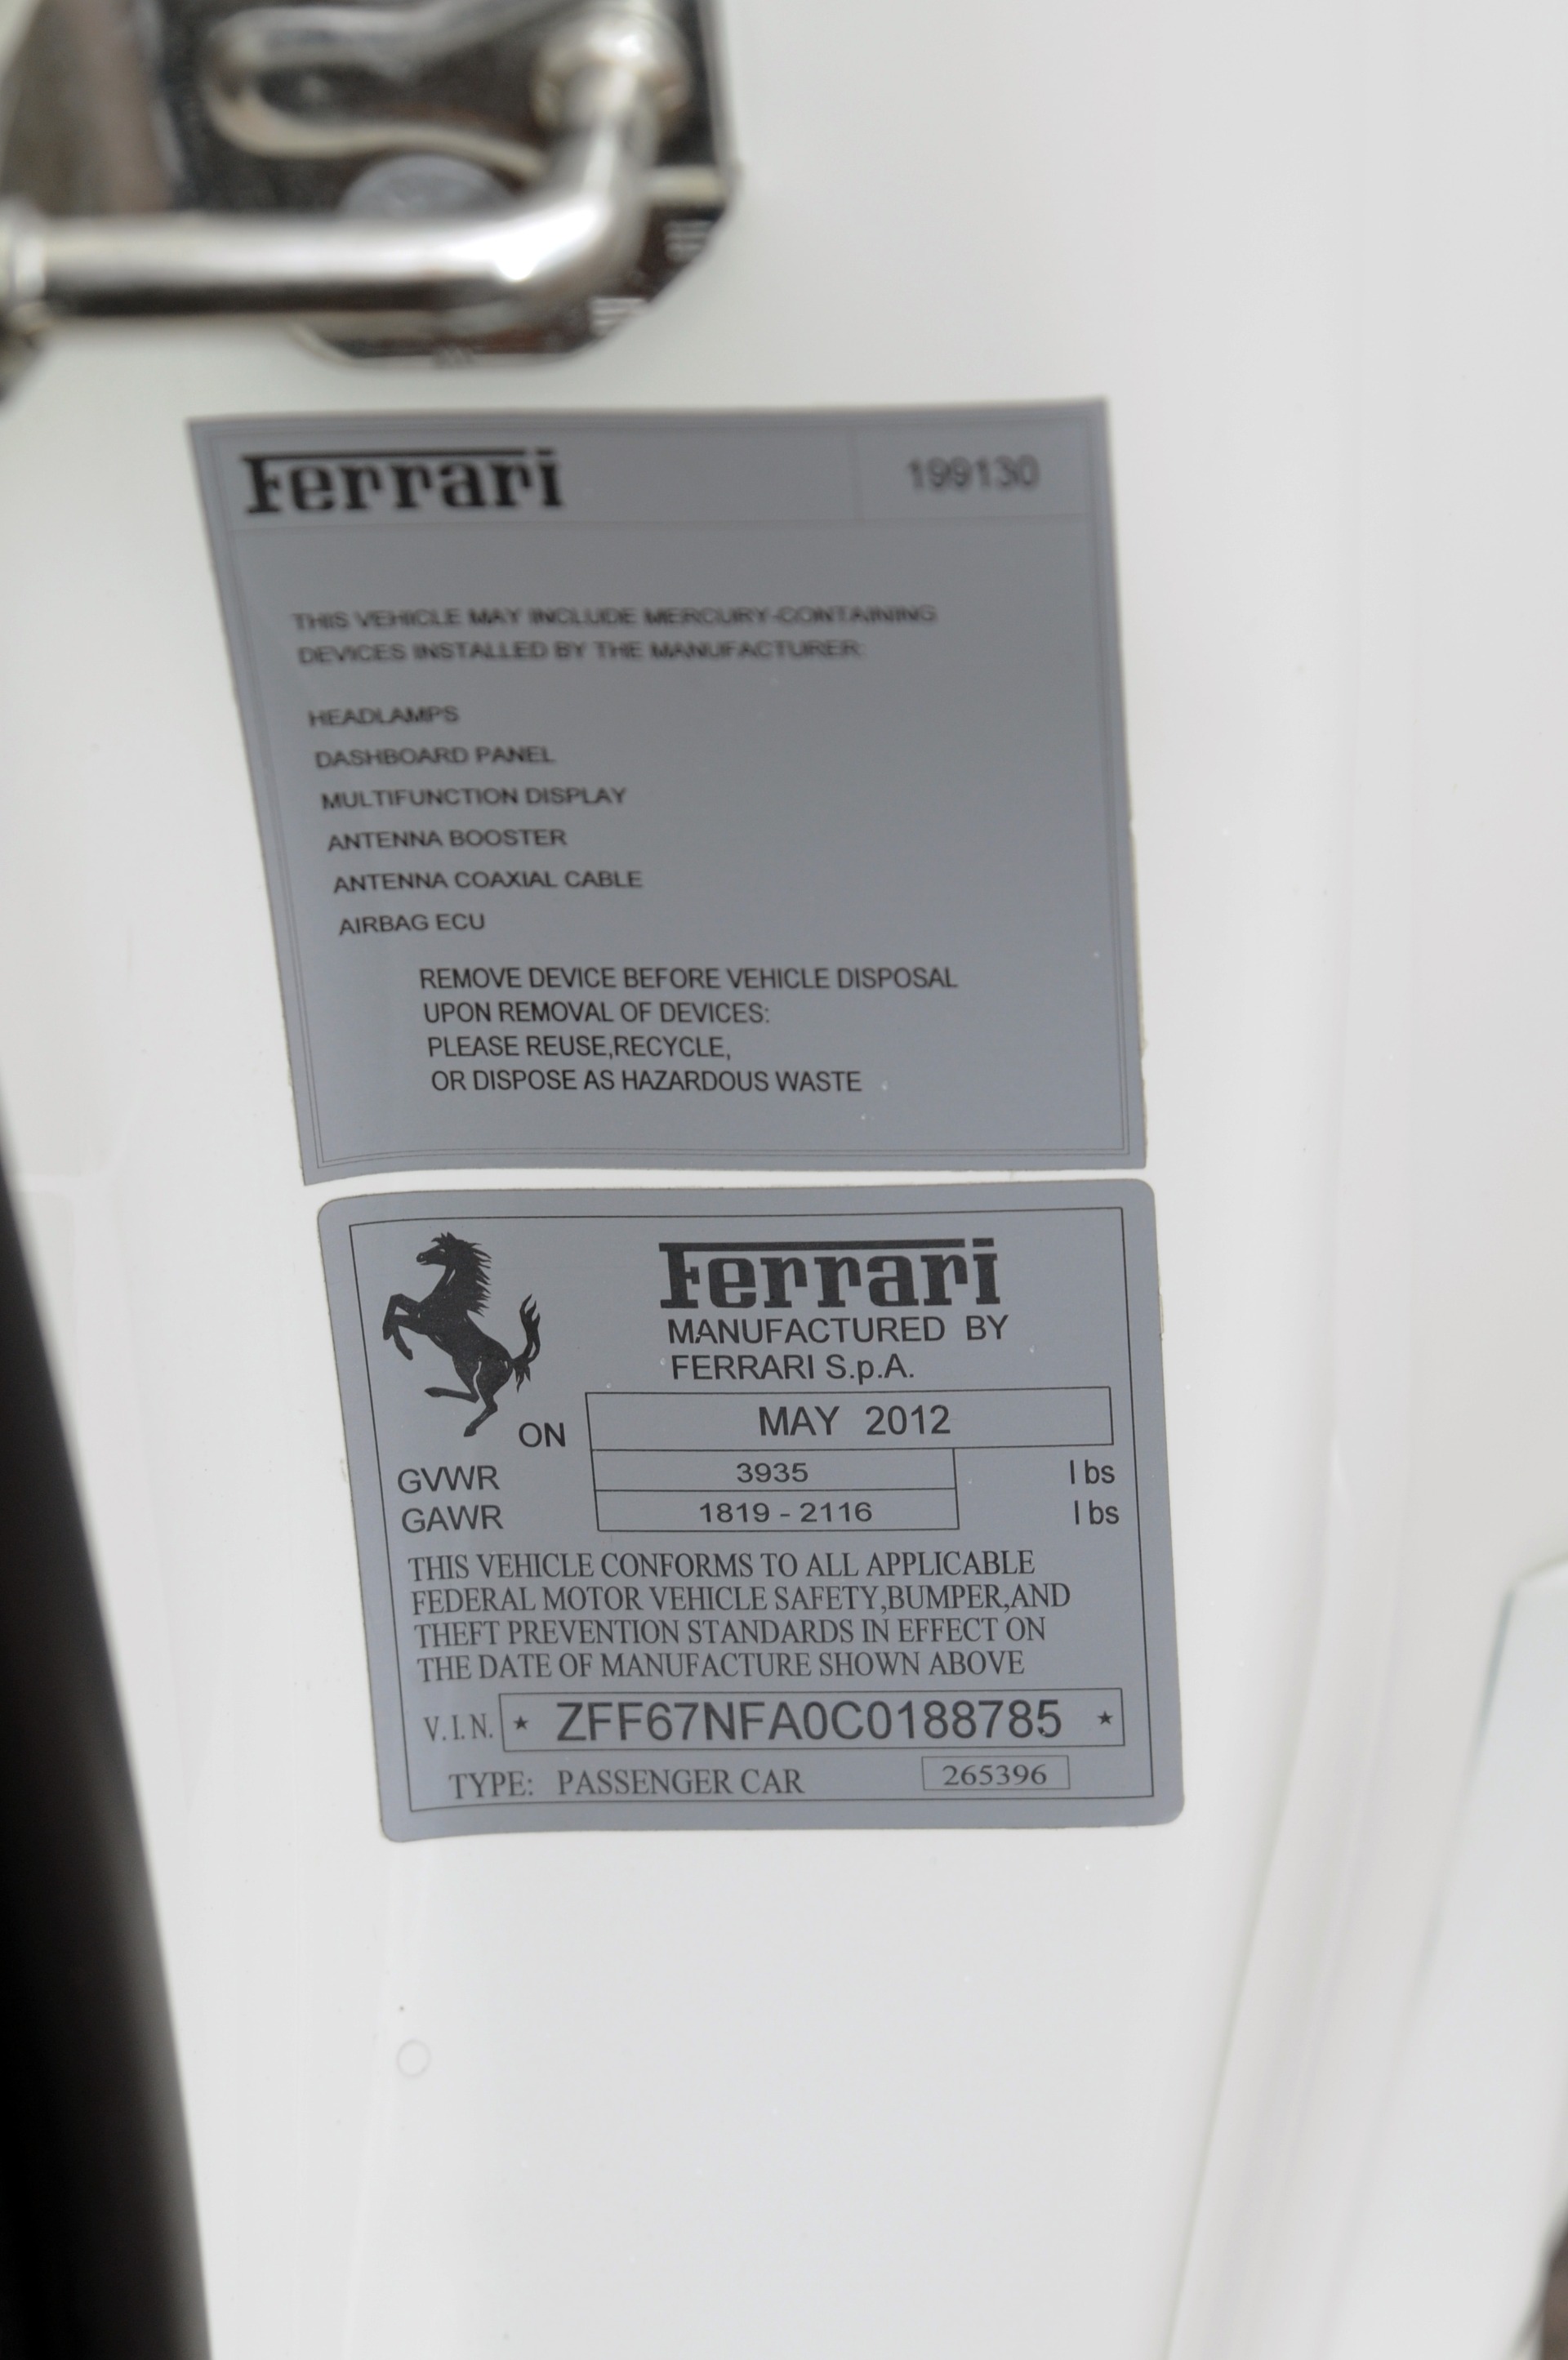 Ferrari 199130
THIS VEHICLE MAY INCLUDE MERCURY-CONTAINING
DEVICES INSTALLED BY THE MANUFACTURER:
HEADLAMPS
DASHBOARD PANEL
MULTIFUNCTION DISPLAY
ANTENNA BOOSTER
ANTENNA COAXIAL CABLE
AIRBAG ECU
REMOVE DEVICE BEFORE VEHICLE DISPOSAL
UPON REMOVAL OF DEVICES:
PLEASE REUSE,RECYCLE,
OR DISPOSE AS HAZARDOUS WASTE
Ferrari
MANUFACTURED BY
FERRARI S.p.A.
ON MAY 2012
GVWR 3935 lbs
GAWR 1819 - 2116 lbs
THIS VEHICLE CONFORMS TO ALL APPLICABLE
FEDERAL MOTOR VEHICLE SAFETY,BUMPER,AND
THEFT PREVENTION STANDARDS IN EFFECT ON
THE DATE OF MANUFACTURE SHOWN ABOVE
V.I.N. ★ ZFF67NFA0C0188785 ★
TYPE: PASSENGER CAR 265396